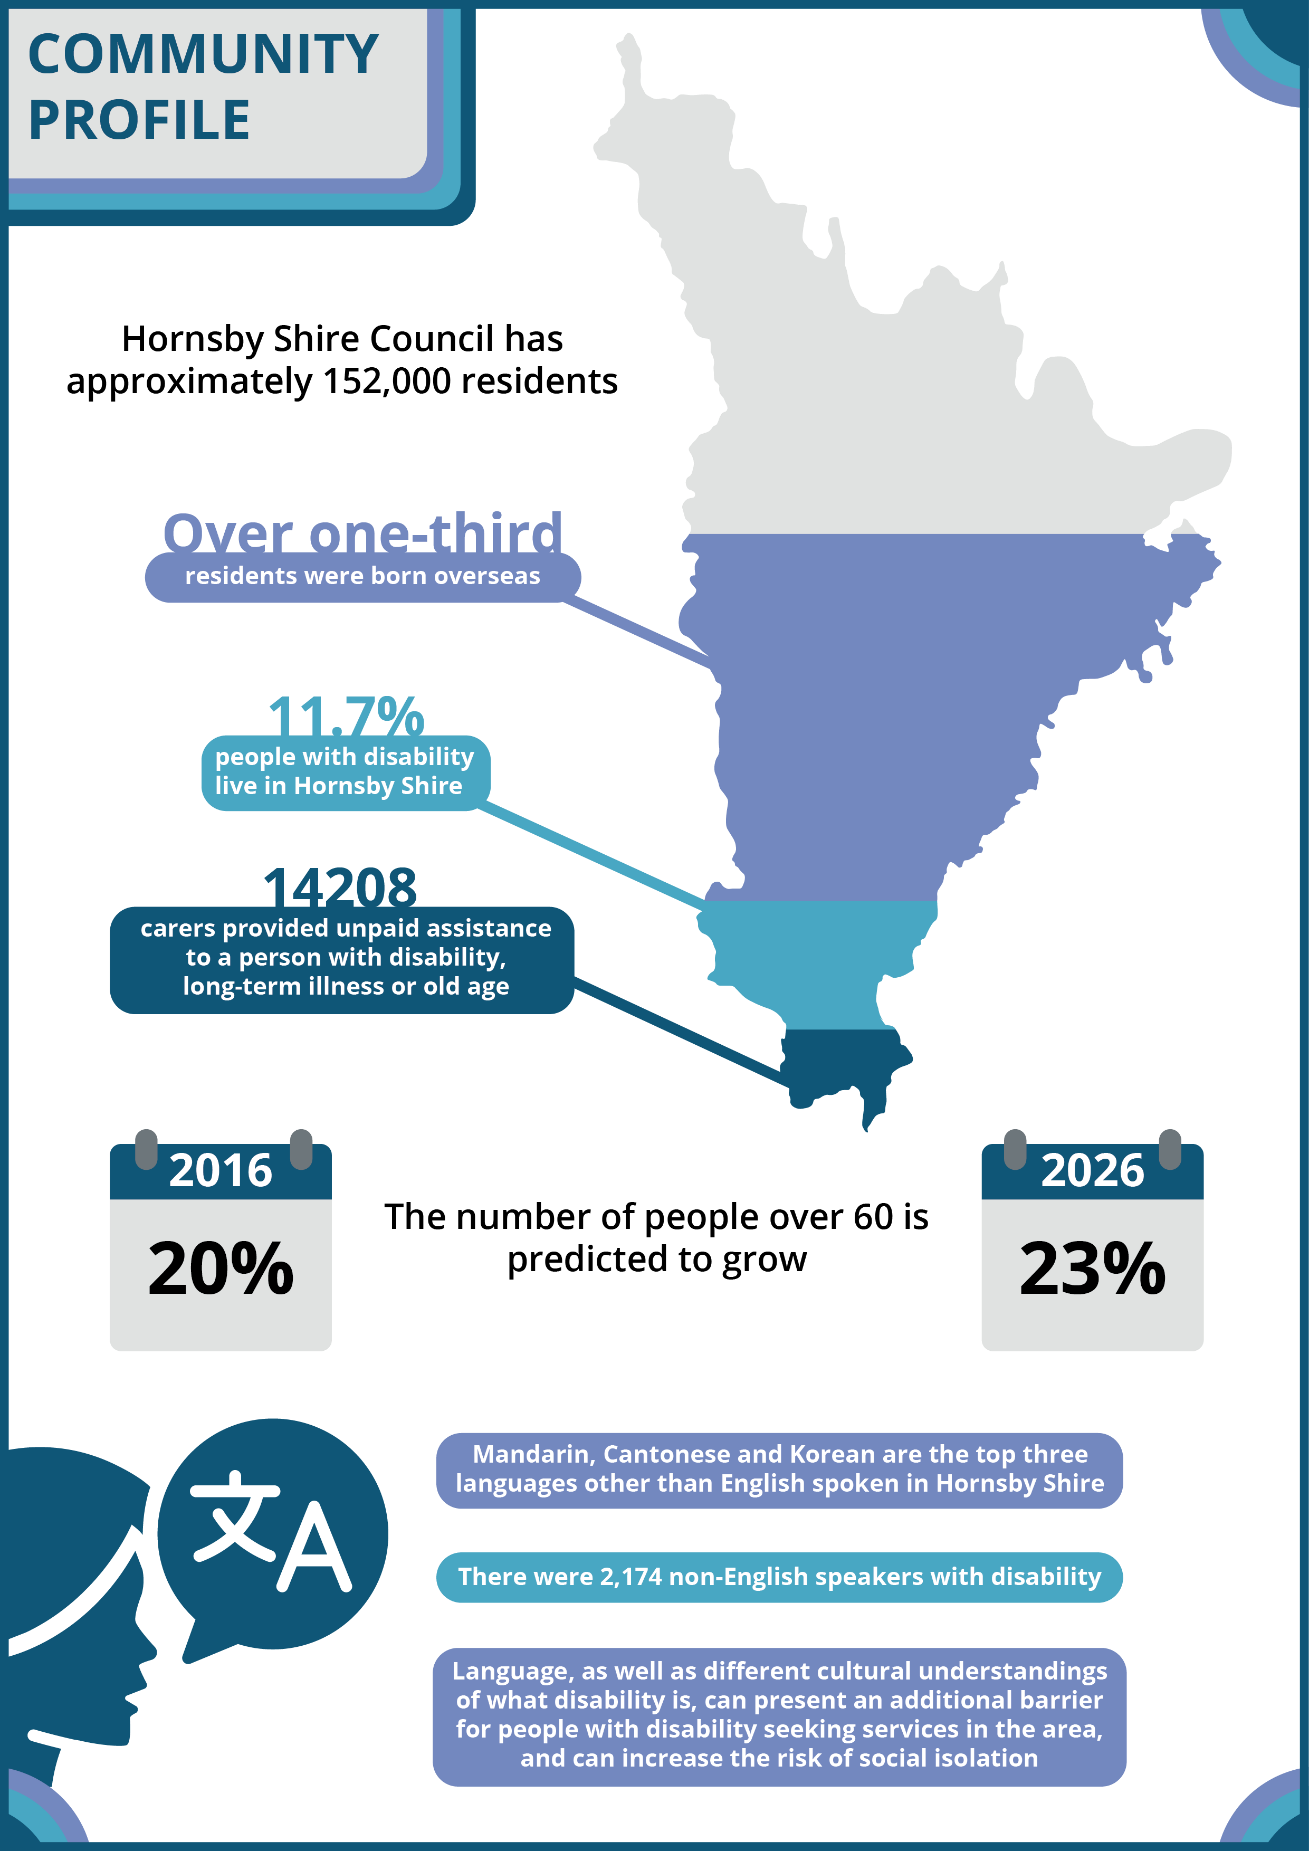 COMMUNITY
PROFILE
Hornsby Shire Council has
approximately 152,000 residents
Over one-third
residents were born overseas
11.7%
people with disability
live in Hornsby Shire
14208
carers provided unpaid assistance
to a person with disability,
long-term illness or old age
2016
20%
The number of people over 60 is
predicted to grow
2026
23%
文A
Mandarin, Cantonese and Korean are the top three
languages other than English spoken in Hornsby Shire
There were 2,174 non-English speakers with disability
Language, as well as different cultural understandings
of what disability is, can present an additional barrier
for people with disability seeking services in the area,
and can increase the risk of social isolation